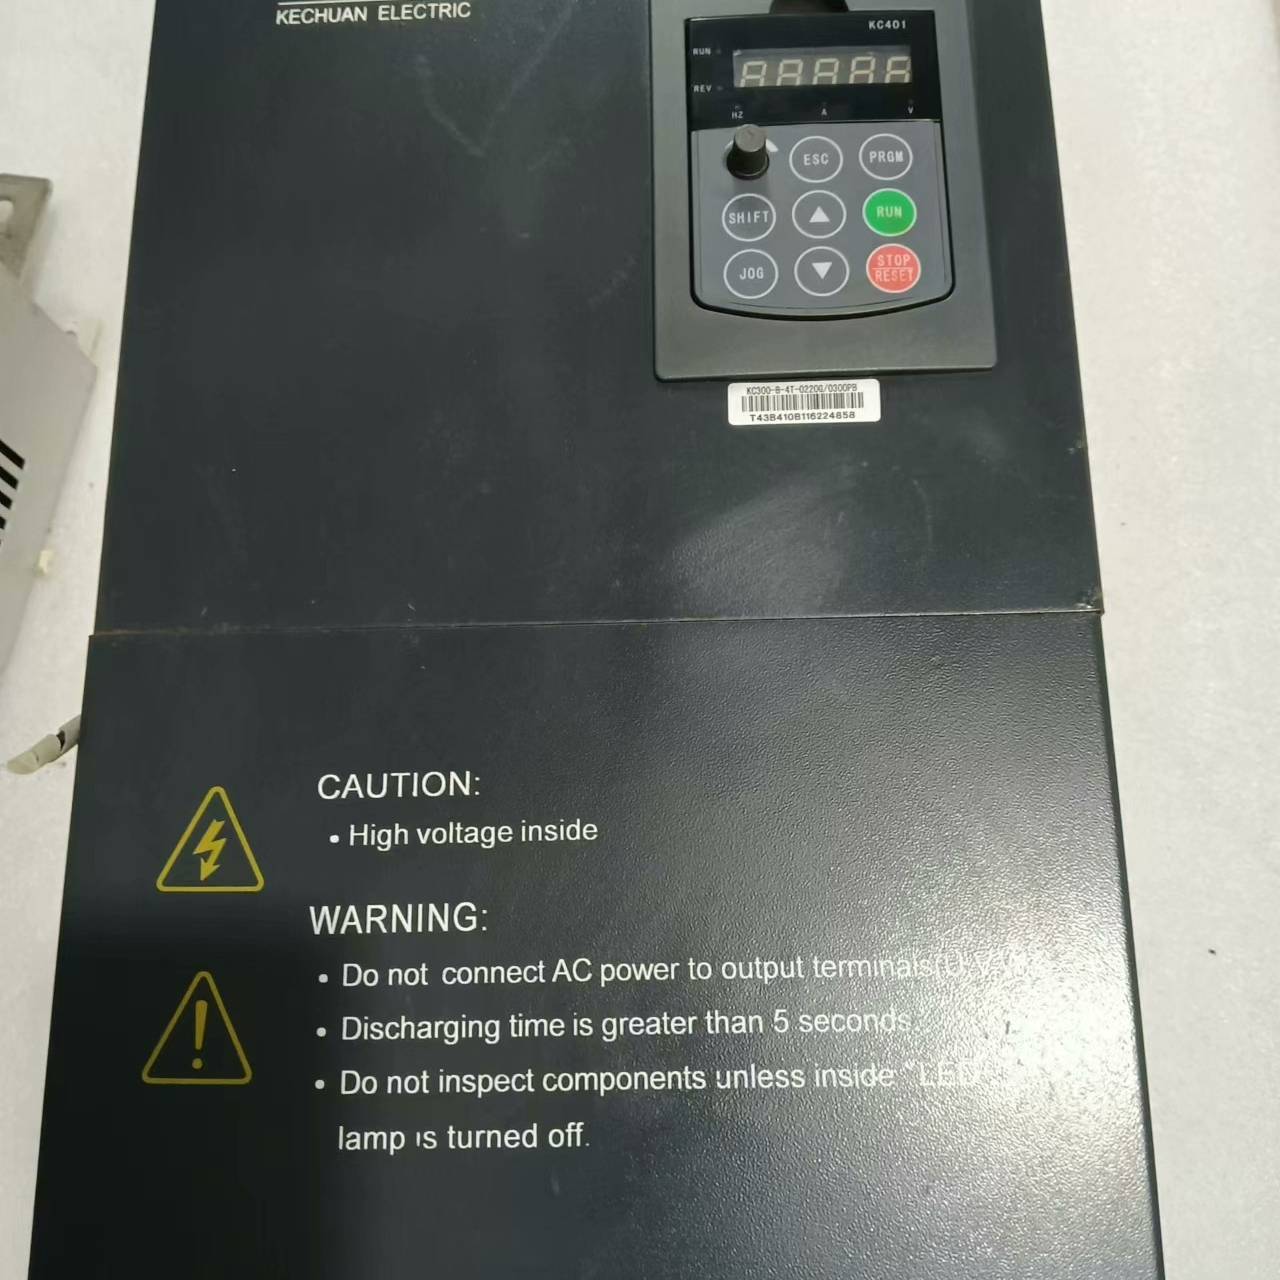 KECHUAN ELECTRIC
KC401
RUN
REV
HZ A V
ESC PRGM
SHIFT RUN
JOG STOP
RESET
KC300-B-4T-0220G/0300PB
T43B410B116224858
CAUTION:
• High voltage inside
WARNING:
• Do not connect AC power to output terminals(U,V,
• Discharging time is greater than 5 seconds.
• Do not inspect components unless inside "LED"
lamp is turned off.